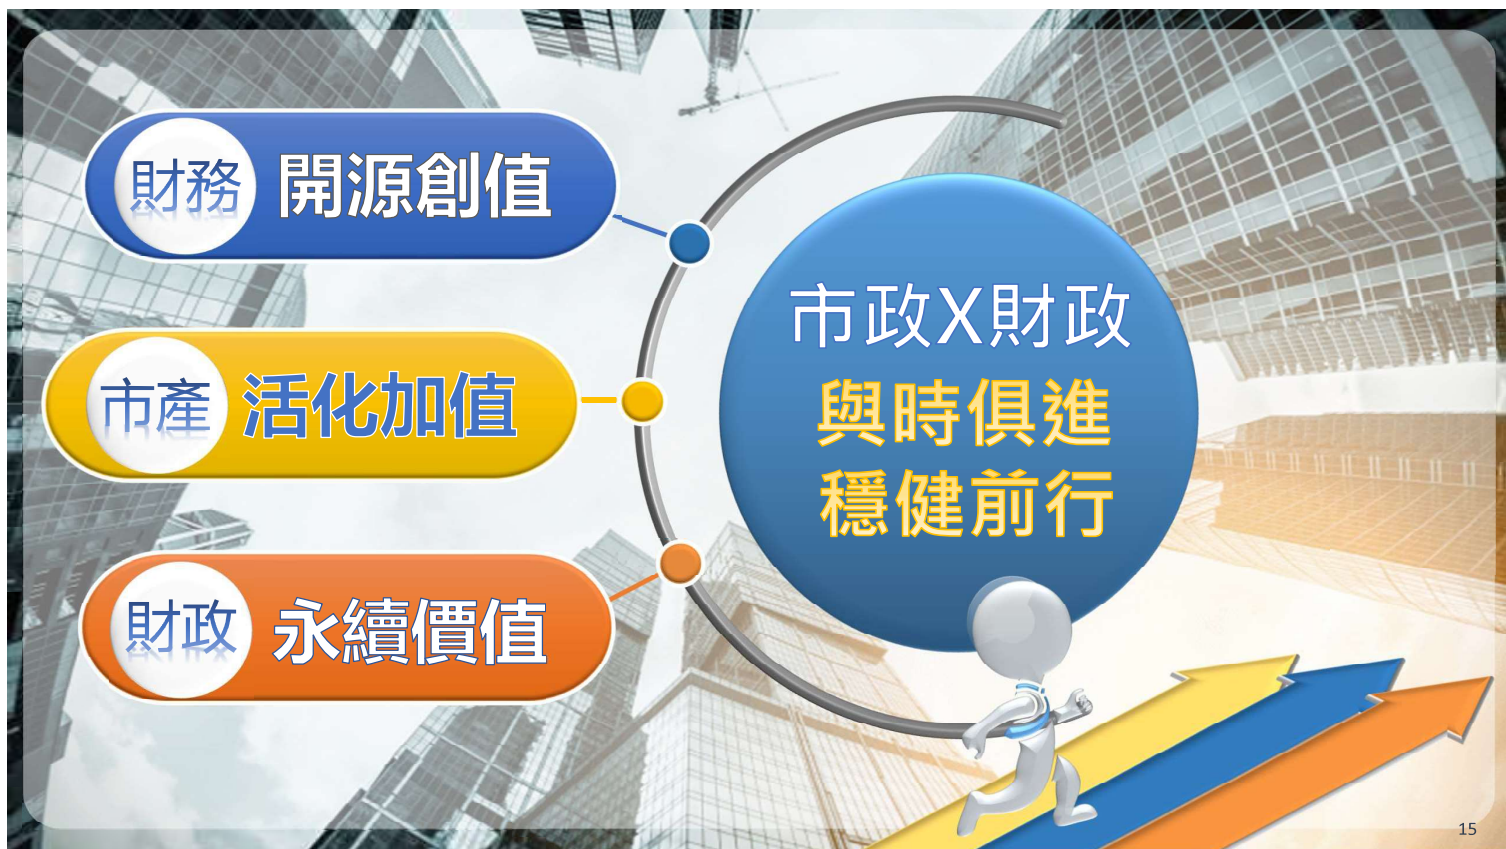 財務 開源創值
市產 活化加值
財政 永續價值
市政X財政
與時俱進
穩健前行
15